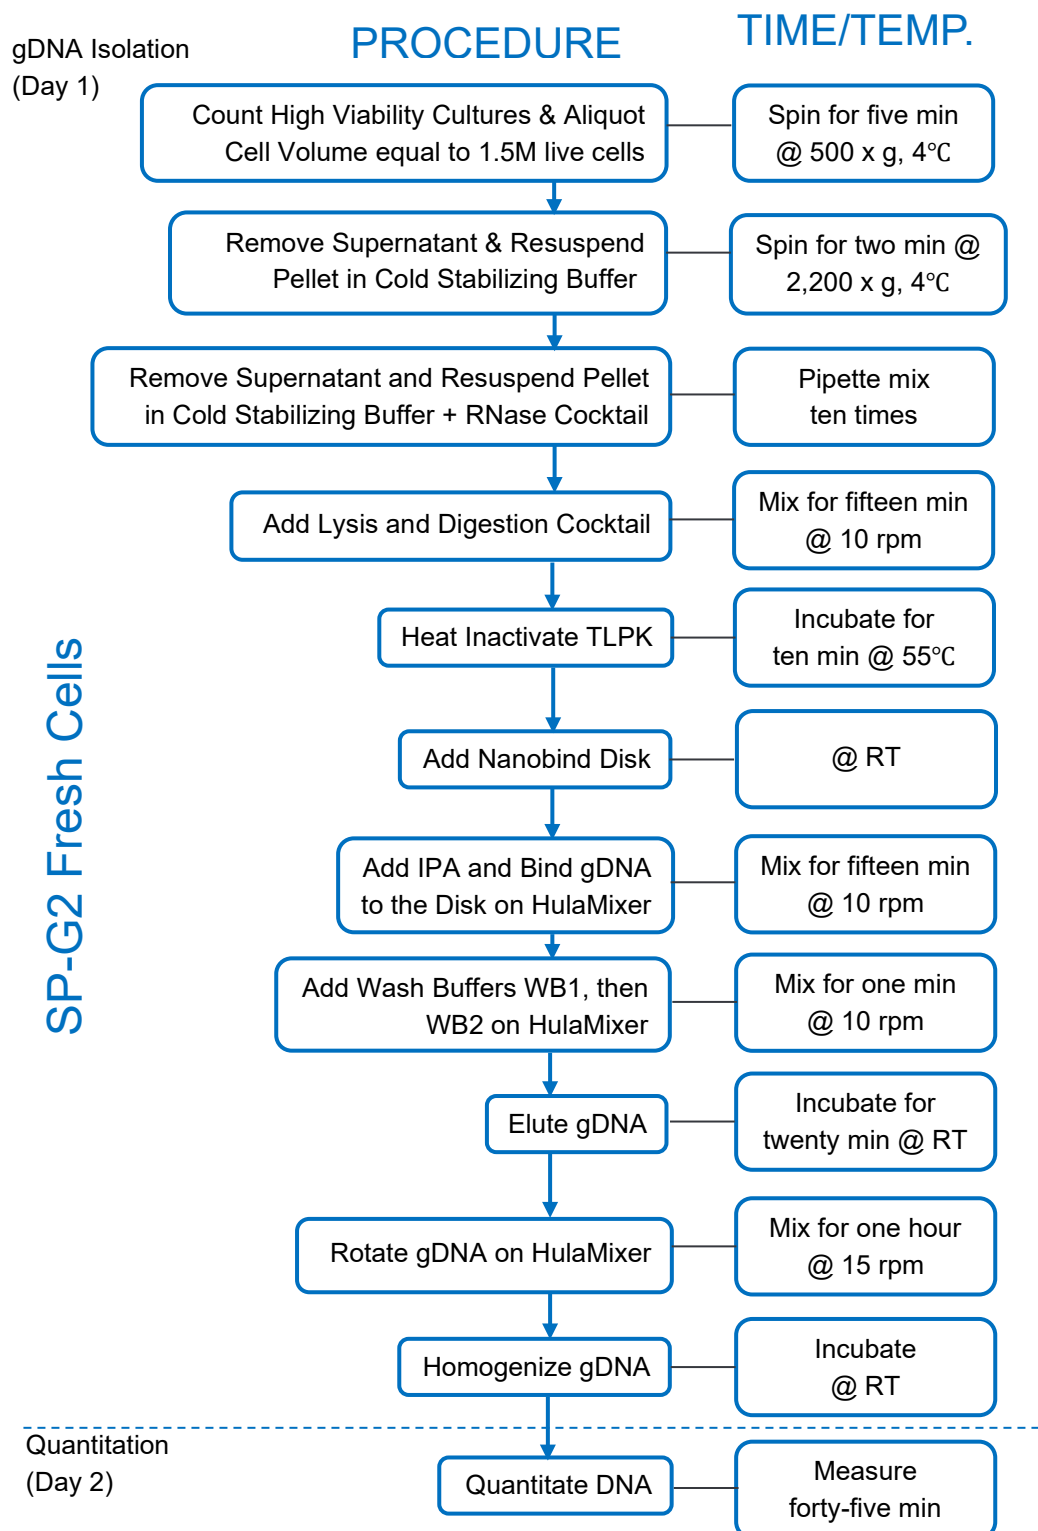 gDNA Isolation
(Day 1)
PROCEDURE
TIME/TEMP.
Count High Viability Cultures & Aliquot
Cell Volume equal to 1.5M live cells
Spin for five min
@ 500 x g, 4℃
Remove Supernatant & Resuspend
Pellet in Cold Stabilizing Buffer
Spin for two min @
2,200 x g, 4℃
Remove Supernatant and Resuspend Pellet
in Cold Stabilizing Buffer + RNase Cocktail
Pipette mix
ten times
Add Lysis and Digestion Cocktail
Mix for fifteen min
@ 10 rpm
Heat Inactivate TLPK
Incubate for
ten min @ 55℃
Add Nanobind Disk
@ RT
Add IPA and Bind gDNA
to the Disk on HulaMixer
Mix for fifteen min
@ 10 rpm
Add Wash Buffers WB1, then
WB2 on HulaMixer
Mix for one min
@ 10 rpm
Elute gDNA
Incubate for
twenty min @ RT
Rotate gDNA on HulaMixer
Mix for one hour
@ 15 rpm
Homogenize gDNA
Incubate
@ RT
SP-G2 Fresh Cells
Quantitation
(Day 2)
Quantitate DNA
Measure
forty-five min